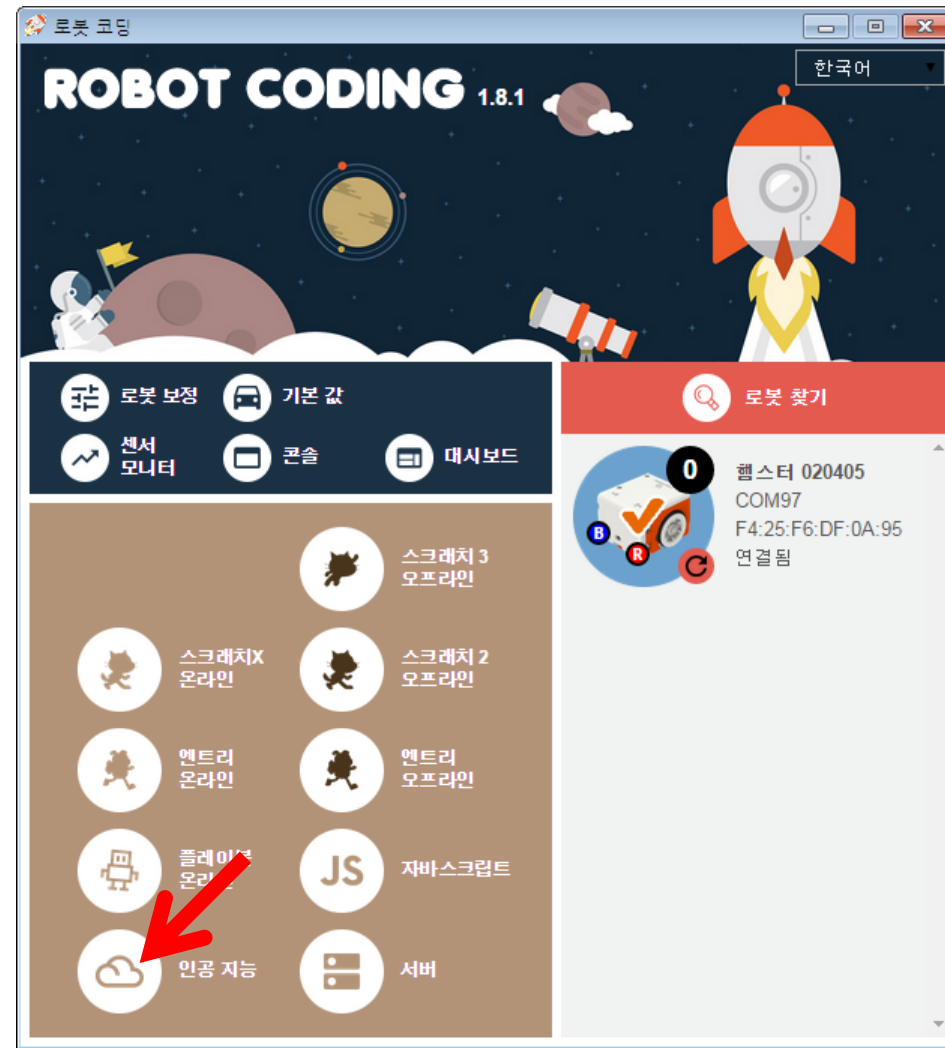 로봇 코딩
ROBOT CODING 1.8.1
한국어
로봇 보정
기본 값
센서
모니터
콘솔
대시보드
로봇 찾기
0
햄스터 020405
COM97
F4:25:F6:DF:0A:95
연결됨
B
R
스크래치 3
오프라인
스크래치X
온라인
스크래치 2
오프라인
엔트리
온라인
엔트리
오프라인
JS
자바스크립트
인공 지능
서버